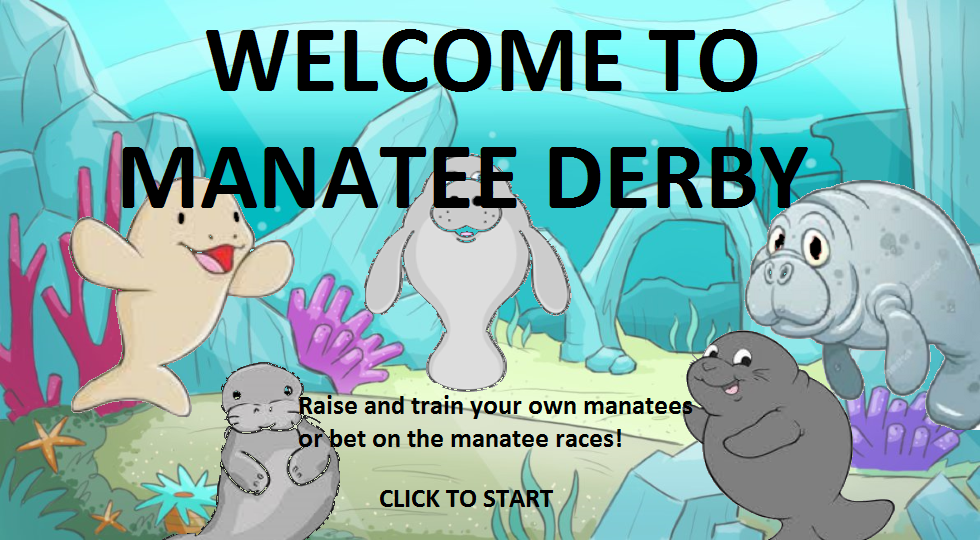 WELCOME TO
MANATEE DERBY
Raise and train your own manatees
or bet on the manatee races!
CLICK TO START